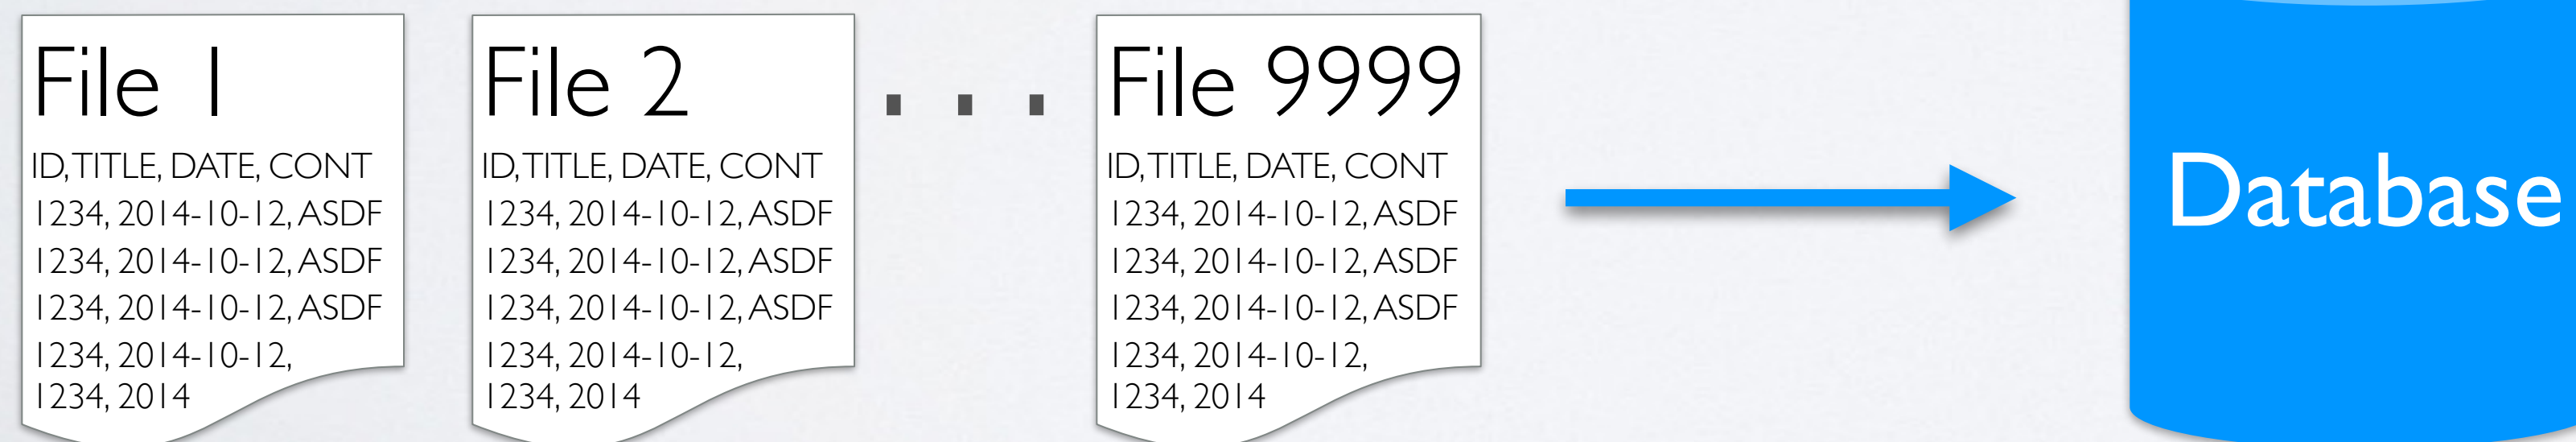 File 1
ID, TITLE, DATE, CONT
1234, 2014-10-12, ASDF
1234, 2014-10-12, ASDF
1234, 2014-10-12, ASDF
1234, 2014-10-12,
1234, 2014
File 2
ID, TITLE, DATE, CONT
1234, 2014-10-12, ASDF
1234, 2014-10-12, ASDF
1234, 2014-10-12, ASDF
1234, 2014-10-12,
1234, 2014
. . .
File 9999
ID, TITLE, DATE, CONT
1234, 2014-10-12, ASDF
1234, 2014-10-12, ASDF
1234, 2014-10-12, ASDF
1234, 2014-10-12,
1234, 2014
Database